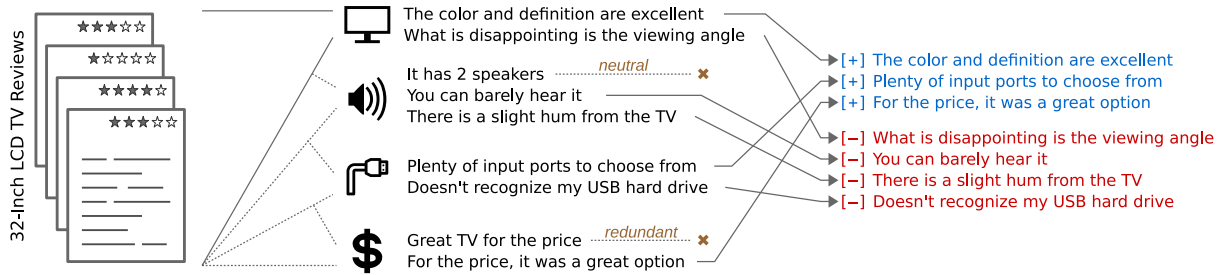 32-Inch LCD TV Reviews
The color and definition are excellent
What is disappointing is the viewing angle
It has 2 speakers
neutral
You can barely hear it
There is a slight hum from the TV
Plenty of input ports to choose from
Doesn't recognize my USB hard drive
Great TV for the price
redundant
For the price, it was a great option
[+] The color and definition are excellent
[+] Plenty of input ports to choose from
[+] For the price, it was a great option
[−] What is disappointing is the viewing angle
[−] You can barely hear it
[−] There is a slight hum from the TV
[−] Doesn't recognize my USB hard drive